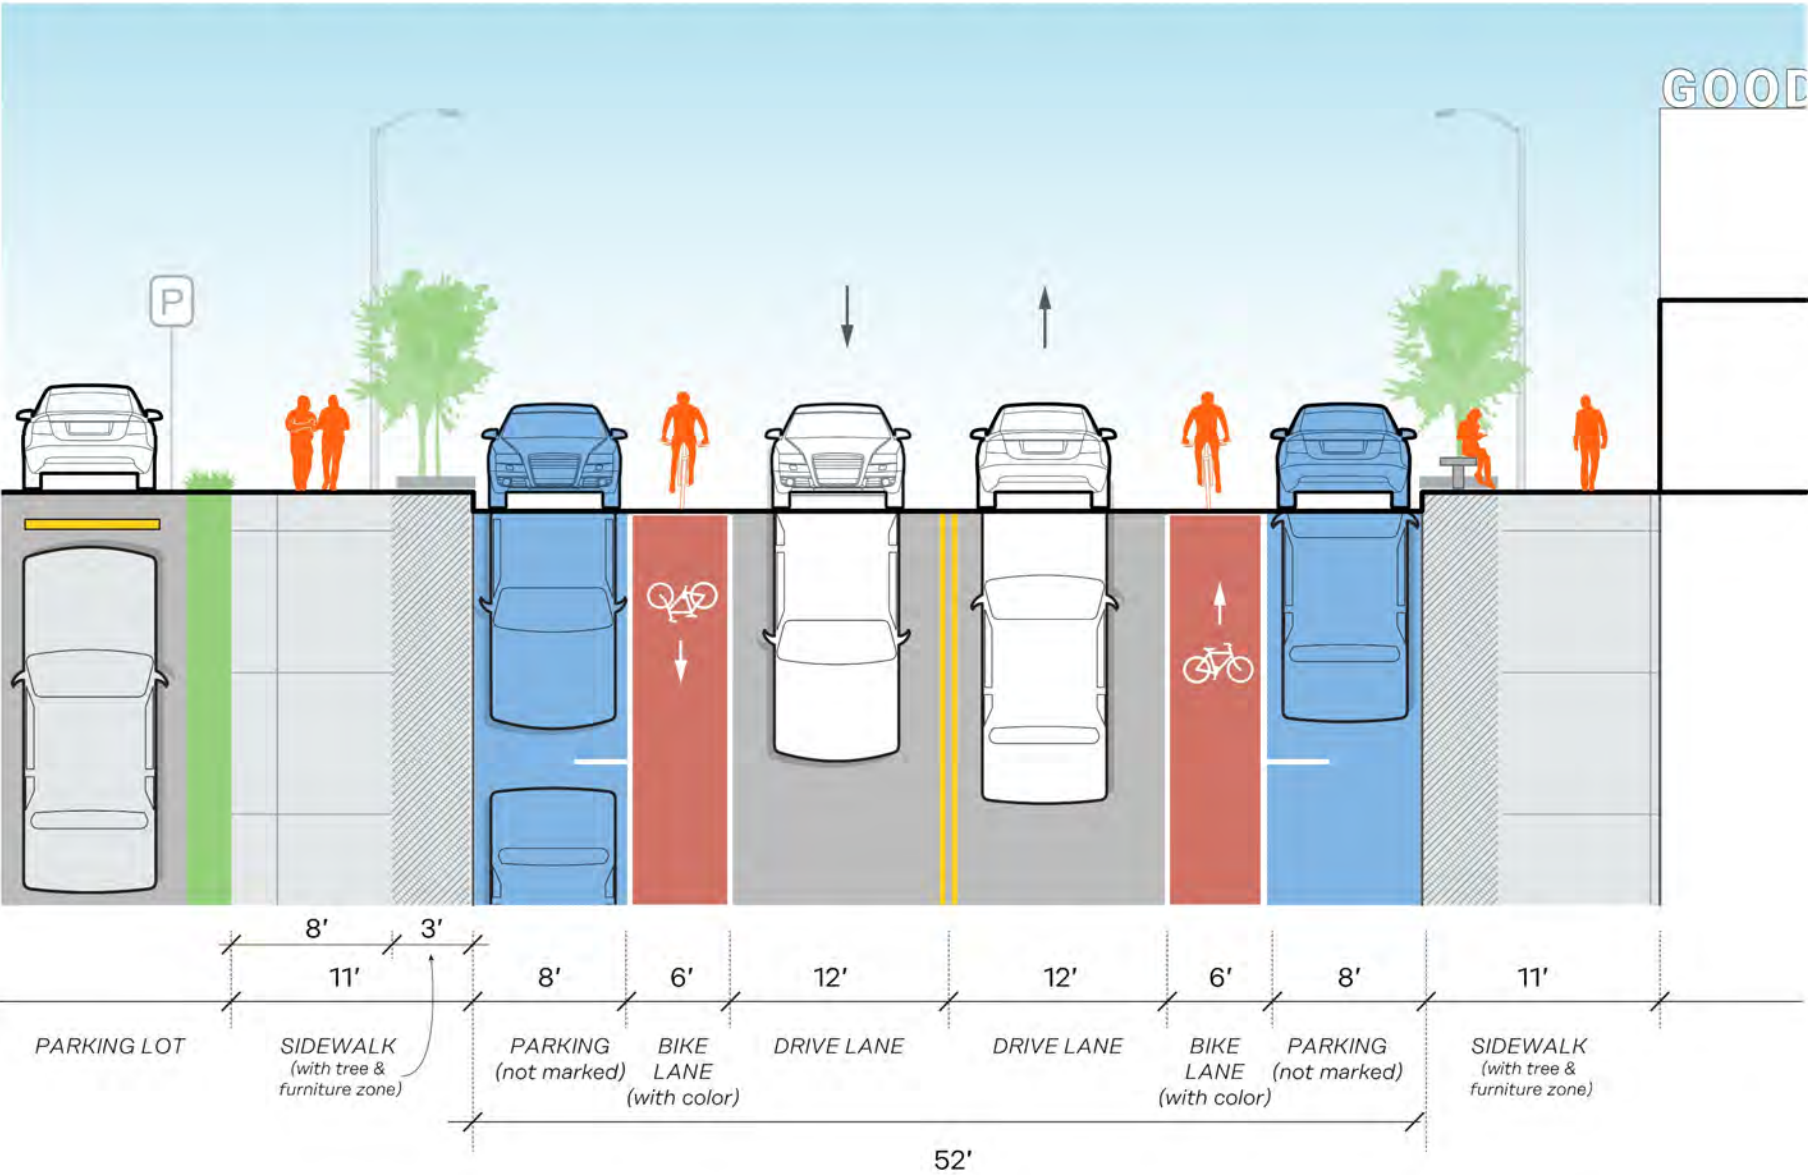 GOOD
P
8' 3'
11' 8' 6' 12' 12' 6' 8' 11'
PARKING LOT
SIDEWALK
(with tree &
furniture zone)
PARKING
(not marked)
BIKE
LANE
(with color)
DRIVE LANE
DRIVE LANE
BIKE
LANE
(with color)
PARKING
(not marked)
SIDEWALK
(with tree &
furniture zone)
52'